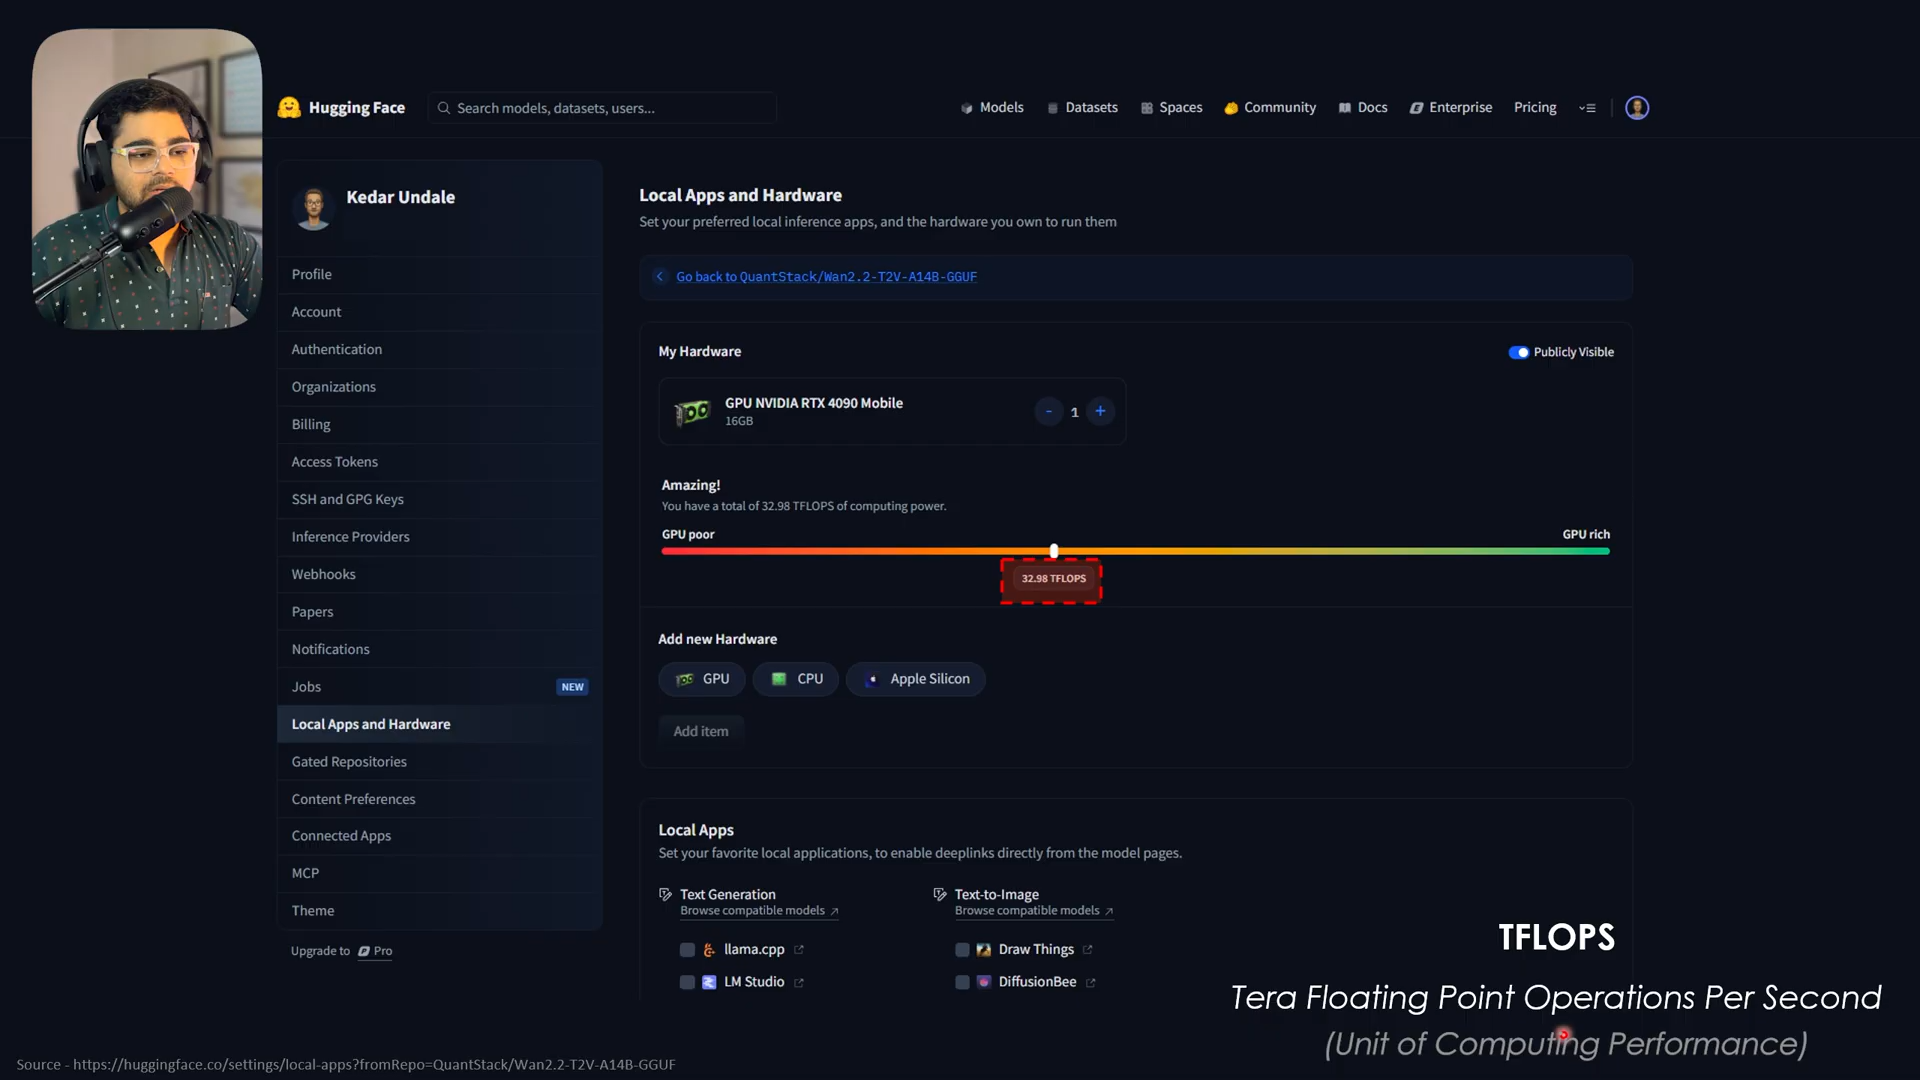 Hugging Face
Search models, datasets, users...
Models
Datasets
Spaces
Community
Docs
Enterprise
Pricing
Kedar Undale
Profile
Account
Authentication
Organizations
Billing
Access Tokens
SSH and GPG Keys
Inference Providers
Webhooks
Papers
Notifications
Jobs NEW
Local Apps and Hardware
Gated Repositories
Content Preferences
Connected Apps
MCP
Theme
Upgrade to Pro
Local Apps and Hardware
Set your preferred local inference apps, and the hardware you own to run them
Go back to QuantStack/Wan2.2-T2V-A14B-GGUF
My Hardware
Publicly Visible
GPU NVIDIA RTX 4090 Mobile
16GB
- 1 +
Amazing!
You have a total of 32.98 TFLOPS of computing power.
GPU poor
GPU rich
32.98 TFLOPS
Add new Hardware
GPU
CPU
Apple Silicon
Add item
Local Apps
Set your favorite local applications, to enable deeplinks directly from the model pages.
Text Generation
Browse compatible models
llama.cpp
LM Studio
Text-to-Image
Browse compatible models
Draw Things
DiffusionBee
TFLOPS
Tera Floating Point Operations Per Second
(Unit of Computing Performance)
Source - https://huggingface.co/settings/local-apps?fromRepo=QuantStack/Wan2.2-T2V-A14B-GGUF